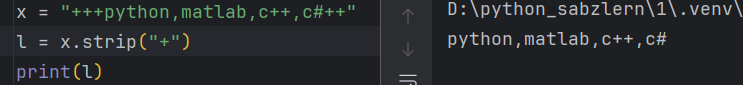 x = "+++python,matlab,c++,c#++"
l = x.strip("+")
print(l)
D:\python_sabzlern\1\.venv\
python,matlab,c++,c#